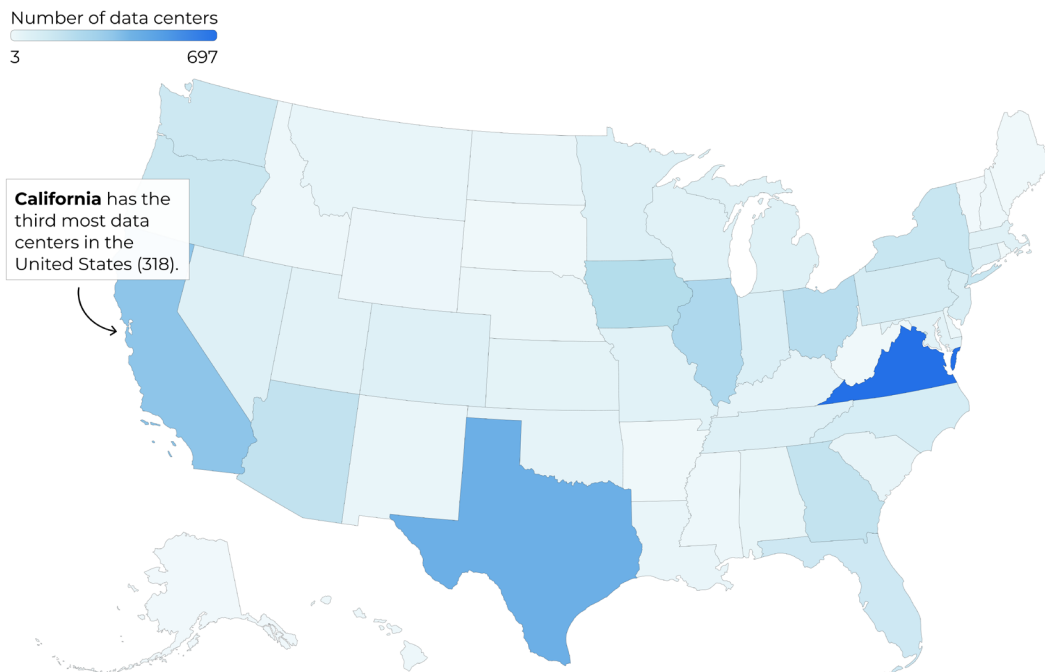 Number of data centers
3 697
California has the
third most data
centers in the
United States (318).